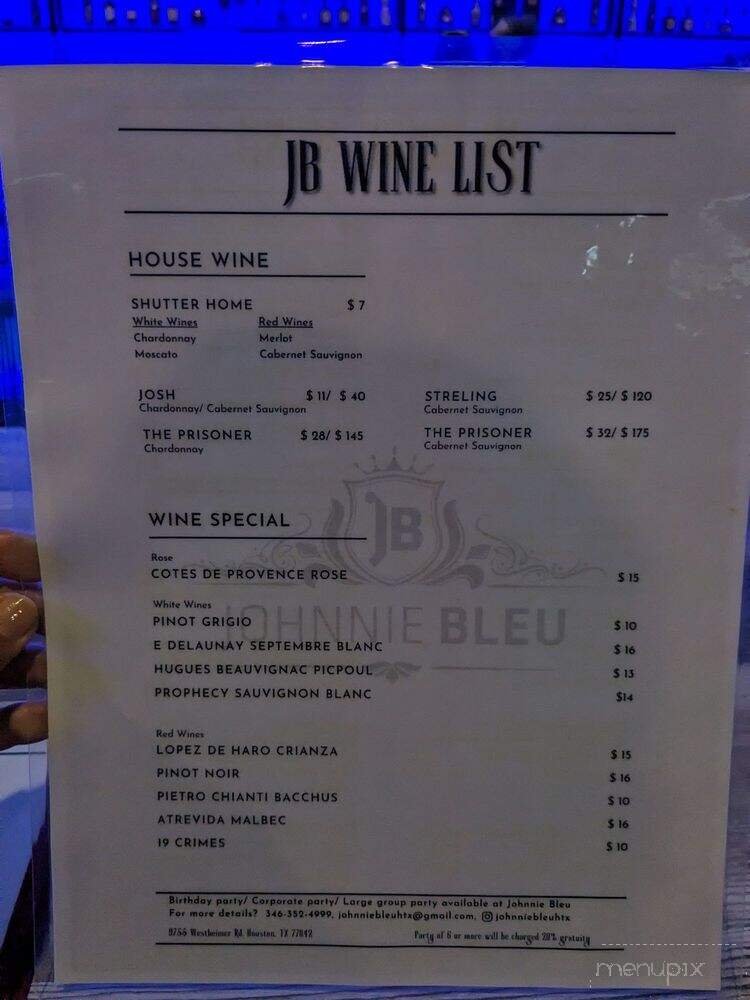 JB WINE LIST
HOUSE WINE
SHUTTER HOME $ 7
White Wines Red Wines
Chardonnay Merlot
Moscato Cabernet Sauvignon
JOSH $ 11/ $ 40
Chardonnay/ Cabernet Sauvignon
THE PRISONER $ 28/ $ 145
Chardonnay
STRELING $ 25/ $ 120
Cabernet Sauvignon
THE PRISONER $ 32/ $ 175
Cabernet Sauvignon
JB
JOHNNIE BLEU
WINE SPECIAL
Rose
COTES DE PROVENCE ROSE $ 15
White Wines
PINOT GRIGIO $ 10
E DELAUNAY SEPTEMBRE BLANC $ 16
HUGUES BEAUVIGNAC PICPOUL $ 13
PROPHECY SAUVIGNON BLANC $14
Red Wines
LOPEZ DE HARO CRIANZA $ 15
PINOT NOIR $ 16
PIETRO CHIANTI BACCHUS $ 10
ATREVIDA MALBEC $ 16
19 CRIMES $ 10
Birthday party/ Corporate party/ Large group party available at Johnnie Bleu
For more details? 346-352-4999, johnniebleuhtx@gmail.com, johnniebleuhtx
9755 Westheimer Rd, Houston, TX 77042 Party of 6 or more will be charged 20% gratuity
menupix